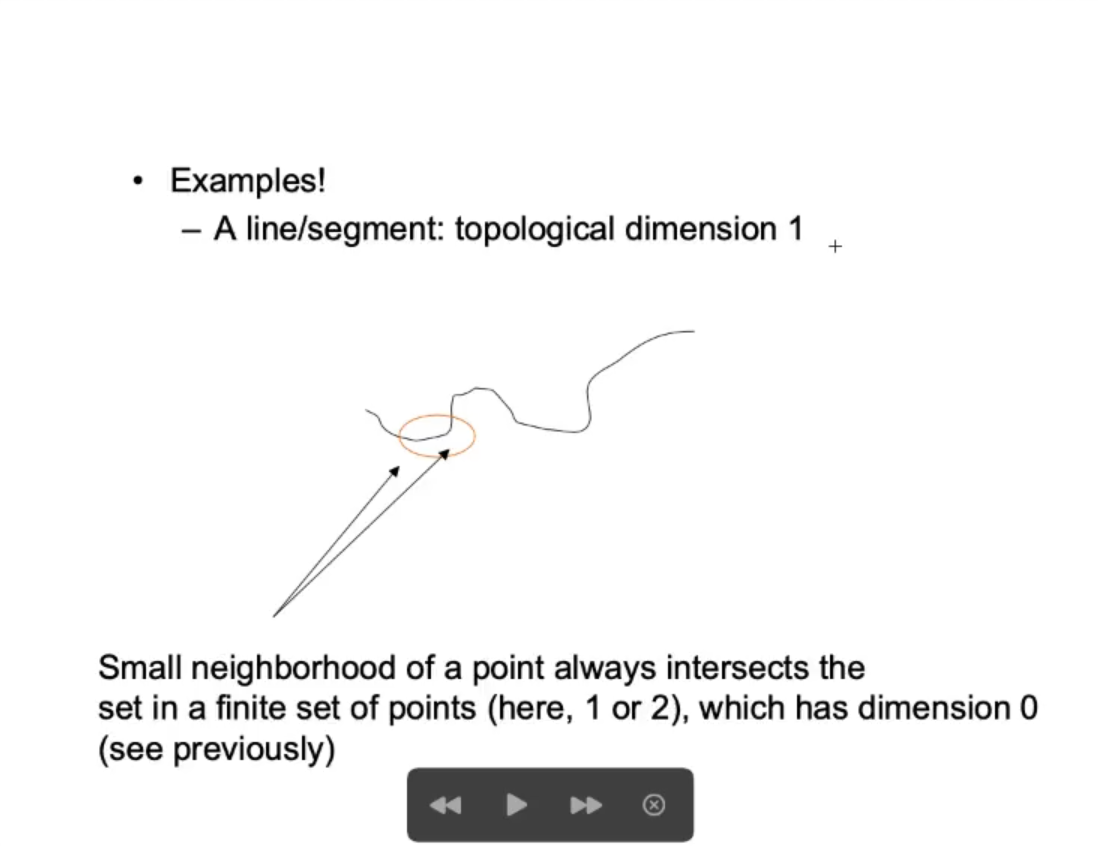 • Examples!
– A line/segment: topological dimension 1
Small neighborhood of a point always intersects the
set in a finite set of points (here, 1 or 2), which has dimension 0
(see previously)